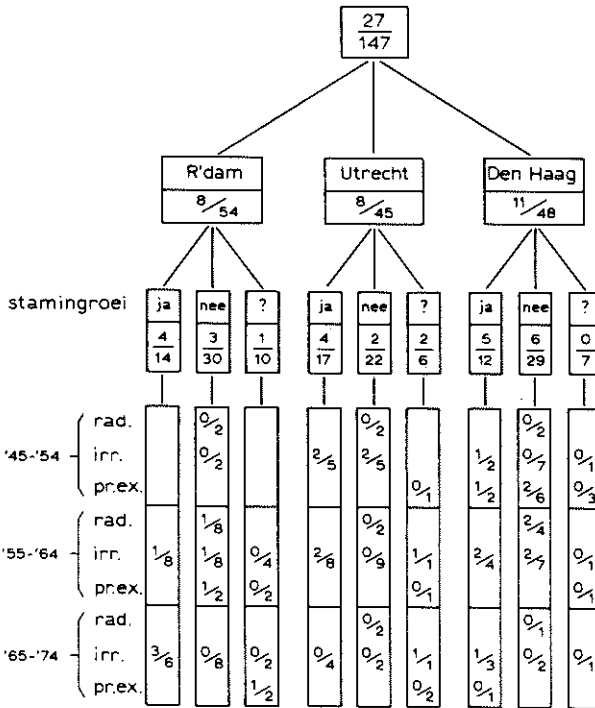 27/147
R'dam Utrecht Den Haag
8/54 8/45 11/48
stamingroei ja nee ? ja nee ? ja nee ?
4/14 3/30 1/10 4/17 2/22 2/6 5/12 6/29 0/7
rad. 0/2 0/2 0/2
'45-'54 irr. 0/2 2/5 2/5 1/2 0/7 0/1
pr.ex. 0/1 1/2 2/6 0/3
rad. 1/8 0/2 2/4
'55-'64 irr. 1/8 1/8 0/4 2/8 0/9 1/1 2/4 2/7 0/1
pr.ex. 1/2 0/2 0/1 0/1
rad. 0/2 0/1
'65-'74 irr. 3/6 0/8 0/2 0/4 0/2 1/1 1/3 0/2 0/1
pr.ex. 1/2 0/2 0/1